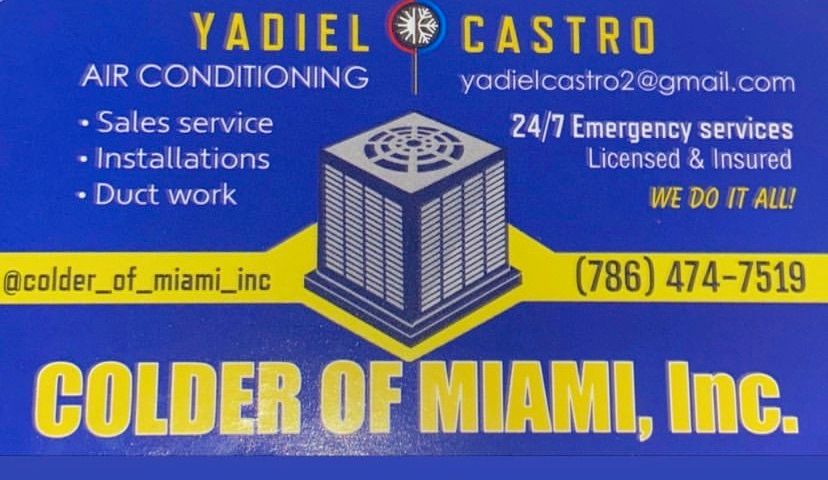 YADIEL CASTRO
AIR CONDITIONING
yadielcastro2@gmail.com
• Sales service
• Installations
• Duct work
24/7 Emergency services
Licensed & Insured
WE DO IT ALL!
@colder_of_miami_inc
(786) 474-7519
COLDER OF MIAMI, Inc.